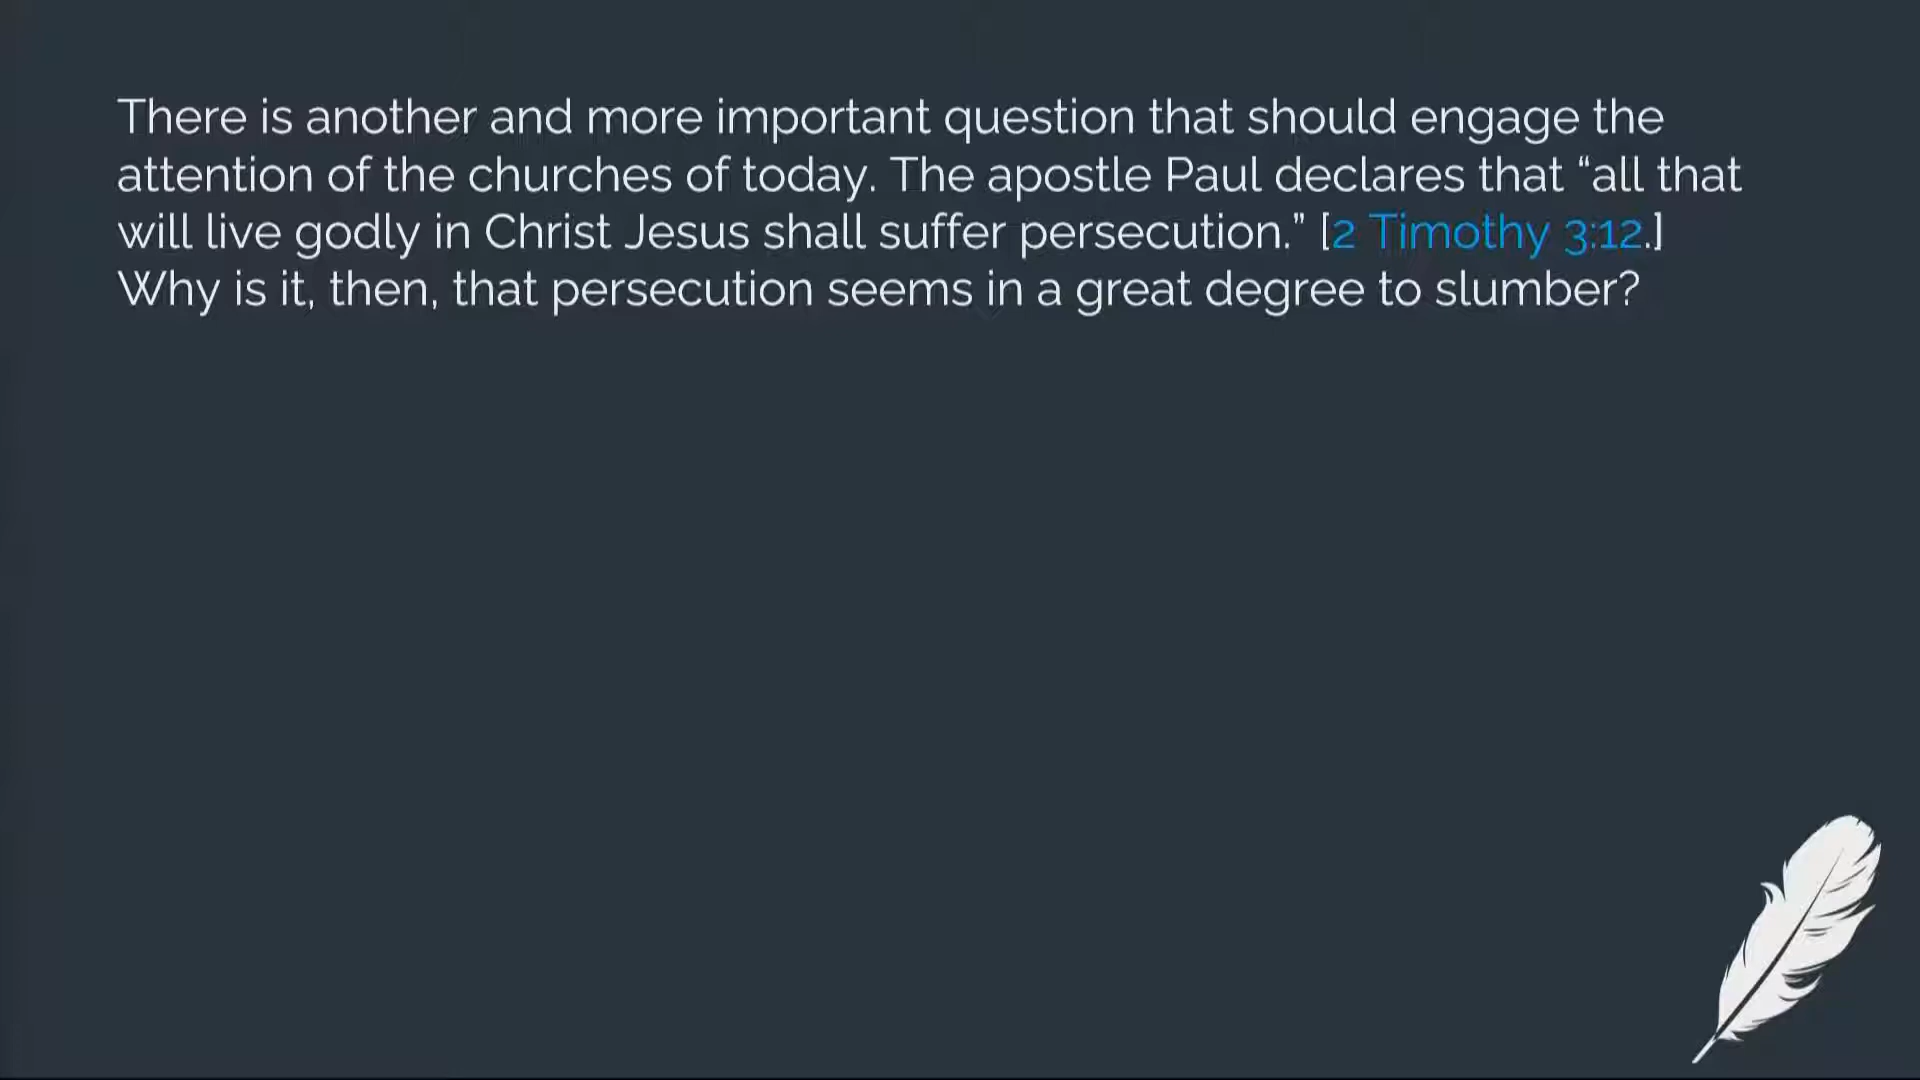 There is another and more important question that should engage the
attention of the churches of today. The apostle Paul declares that “all that
will live godly in Christ Jesus shall suffer persecution.” [2 Timothy 3:12.]
Why is it, then, that persecution seems in a great degree to slumber?